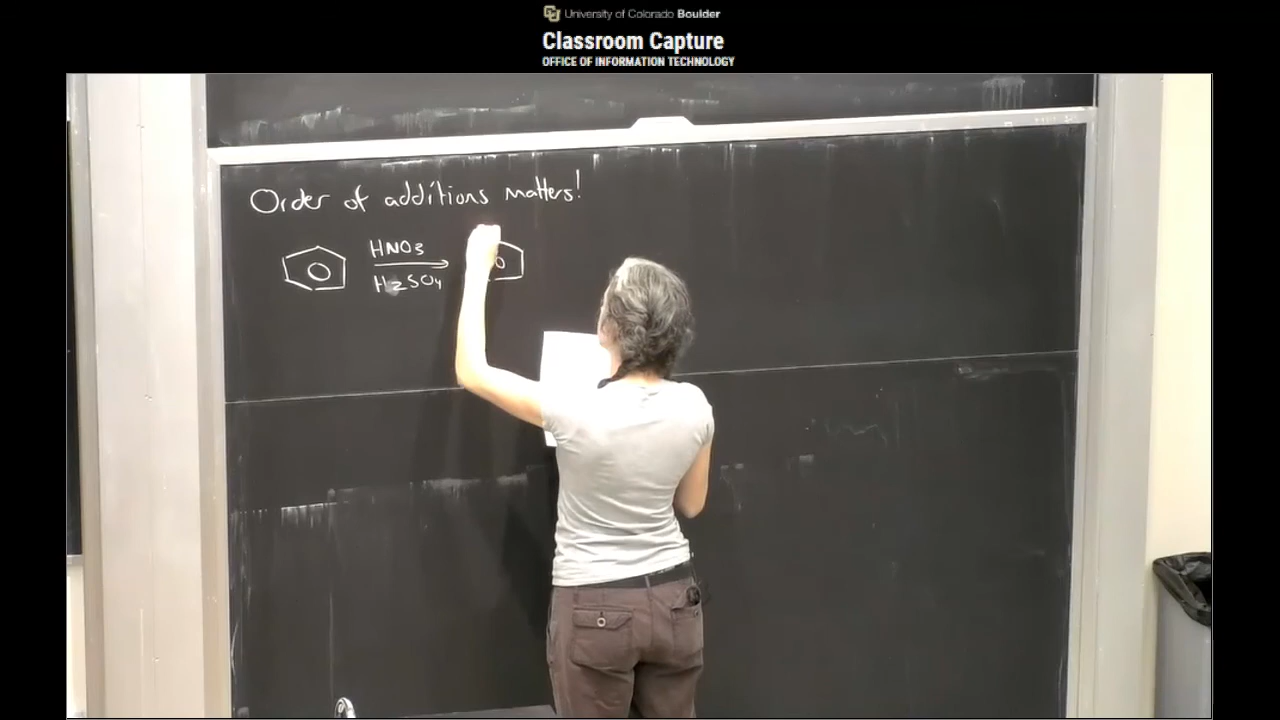 University of Colorado Boulder
Classroom Capture
OFFICE OF INFORMATION TECHNOLOGY
Order of additions matters!
HNO3
H2SO4